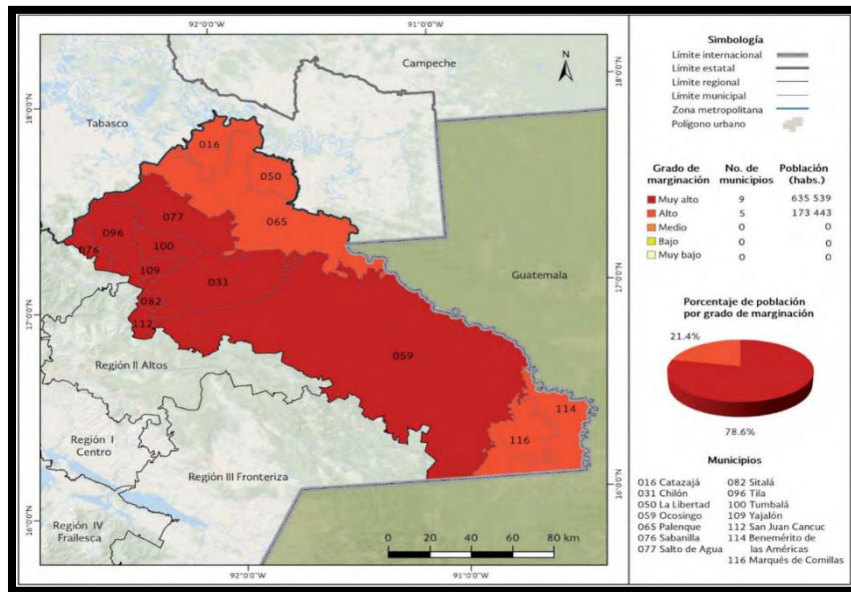 92°0'0"W
91°0'0"W
18°0'0"N
18°0'0"N
17°0'0"N
17°0'0"N
16°0'0"N
16°0'0"N
92°0'0"W
91°0'0"W
N
Campeche
Tabasco
Guatemala
Región II Altos
Región I
Centro
Región III Fronteriza
Región IV
Frailesca
016
050
065
077
096
076
100
109
031
082
112
059
114
116
0 20 40 60 80 km
Simbología
Límite internacional
Límite estatal
Límite regional
Límite municipal
Zona metropolitana
Polígono urbano
Grado de marginación No. de municipios Población (habs.)
Muy alto 9 635 539
Alto 5 173 443
Medio 0 0
Bajo 0 0
Muy bajo 0 0
Porcentaje de población
por grado de marginación
21.4%
78.6%
Municipios
016 Catazajá
031 Chilón
050 La Libertad
059 Ocosingo
065 Palenque
076 Sabanilla
077 Salto de Agua
082 Sitalá
096 Tila
100 Tumbalá
109 Yajalón
112 San Juan Cancuc
114 Benemérito de
las Américas
116 Marqués de Comillas